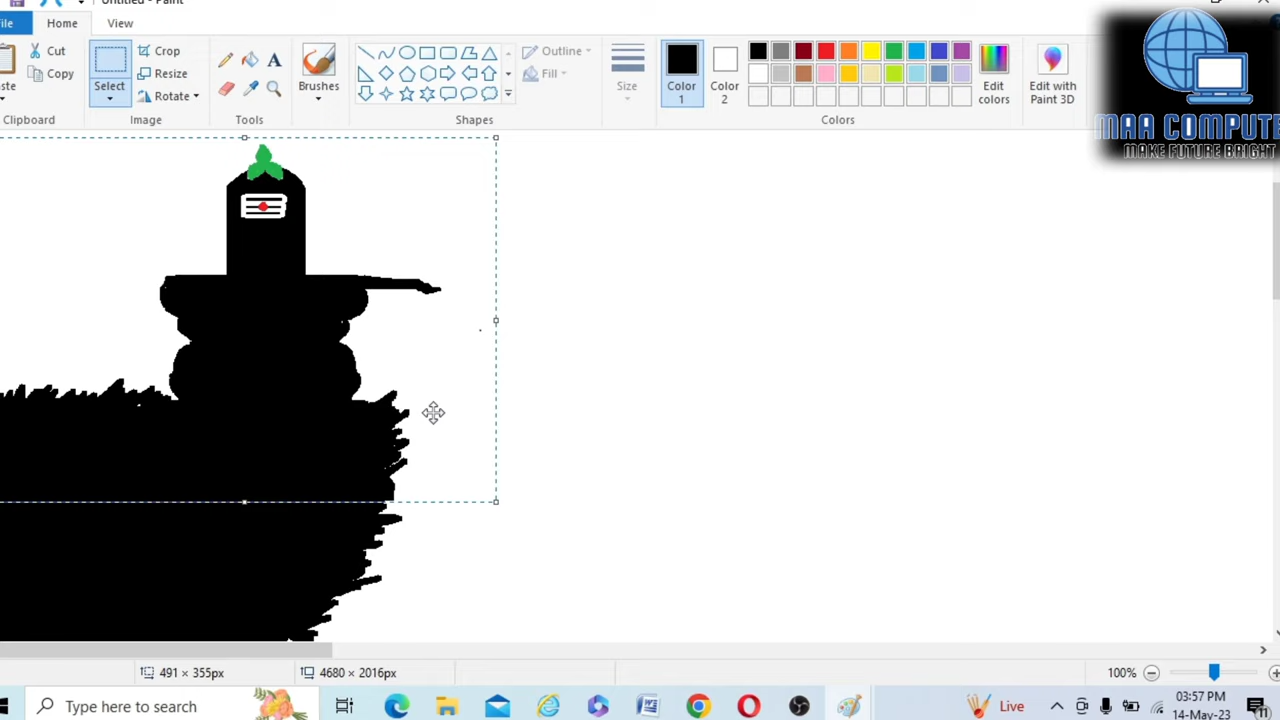 Untitled - Paint
File Home View
Cut
Copy
Paste
Clipboard
Select
Crop
Resize
Rotate
Image
Tools
Brushes
Shapes
Outline
Fill
Size
Color 1
Color 2
Edit colors
Edit with Paint 3D
Colors
MAA COMPUTE
MAKE FUTURE BRIGHT
491 × 355px
4680 × 2016px
100%
Type here to search
Live
03:57 PM
14-May-23
11